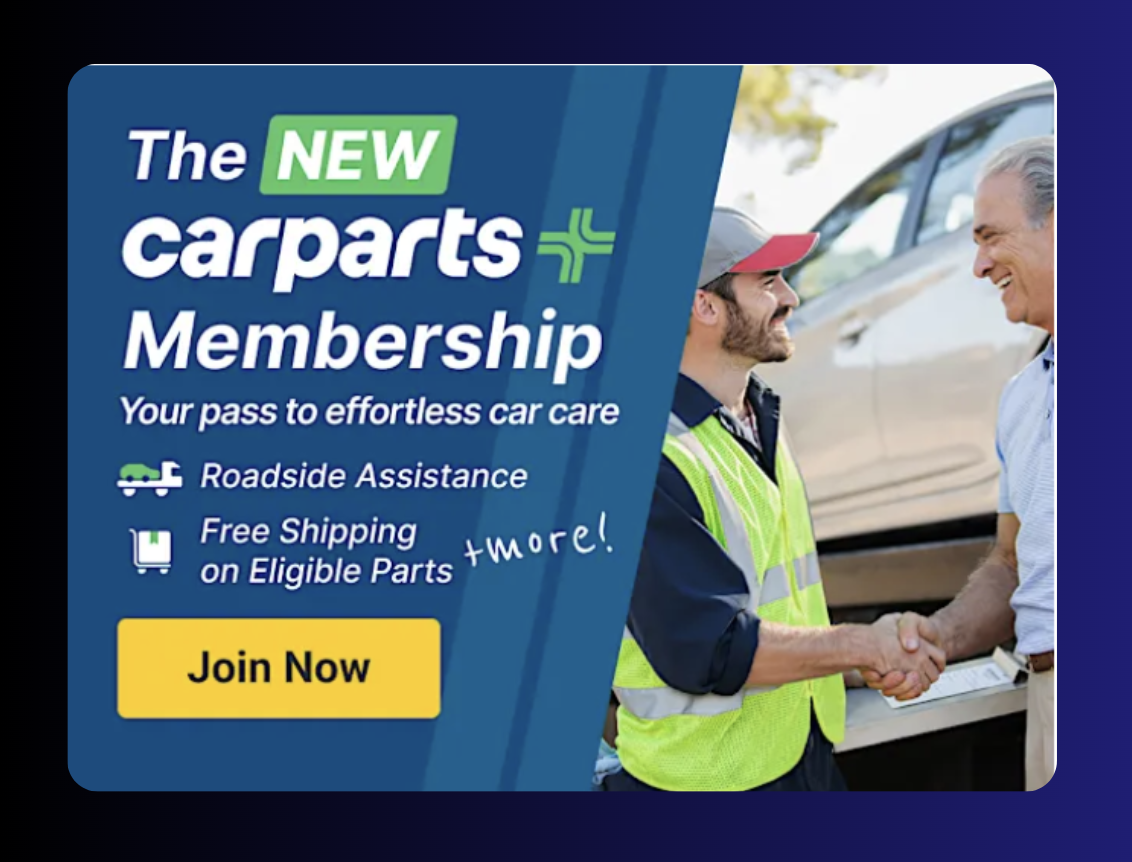 The NEW
carparts+
Membership
Your pass to effortless car care
Roadside Assistance
Free Shipping
on Eligible Parts
+more!
Join Now